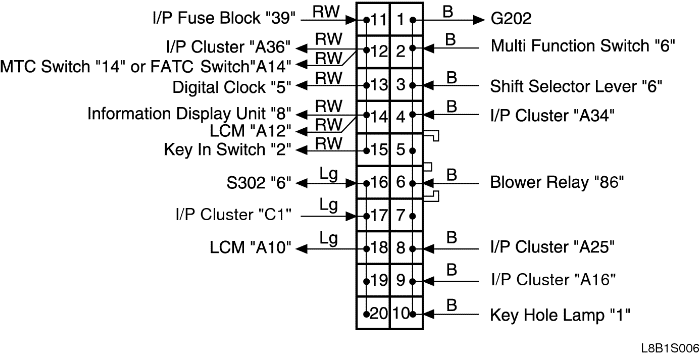 I/P Fuse Block "39" RW 11 1 B G202
I/P Cluster "A36" RW 12 2 B Multi Function Switch "6"
MTC Switch "14" or FATC Switch"A14" RW
Digital Clock "5" RW 13 3 B Shift Selector Lever "6"
Information Display Unit "8" RW 14 4 B I/P Cluster "A34"
LCM "A12" RW
Key In Switch "2" RW 15 5
S302 "6" Lg 16 6 B Blower Relay "86"
I/P Cluster "C1" Lg 17 7
LCM "A10" Lg 18 8 B I/P Cluster "A25"
19 9 B I/P Cluster "A16"
20 10 B Key Hole Lamp "1"
L8B1S006